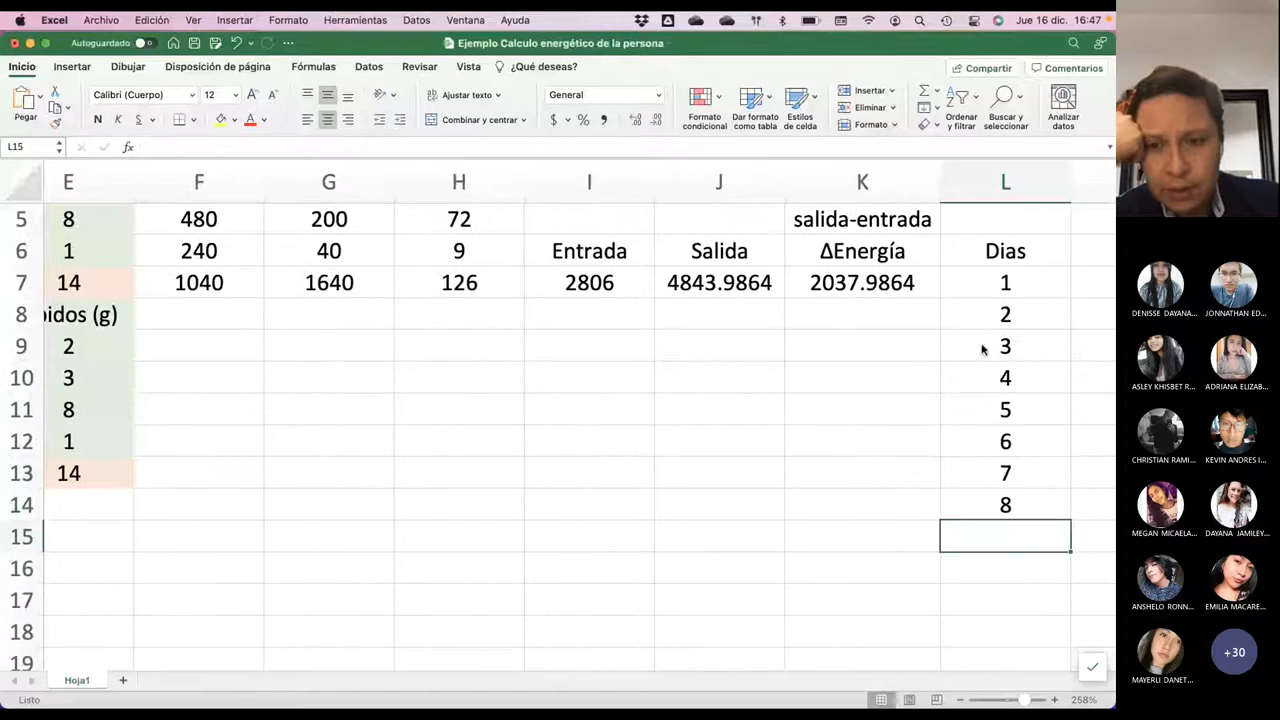 Excel Archivo Edición Ver Insertar Formato Herramientas Datos Ventana Ayuda Jue 16 dic. 16:47
Autoguardado Ejemplo Calculo energético de la persona
Inicio Insertar Dibujar Disposición de página Fórmulas Datos Revisar Vista ¿Qué deseas? Compartir Comentarios
Pegar Calibri (Cuerpo) 12 Ajustar texto General Insertar
N K S Combinar y centrar $ % Formato condicional Dar formato como tabla Estilos de celda Eliminar Formato Ordenar y filtrar Buscar y seleccionar Analizar datos
L15 fx
E F G H I J K L
5 8 480 200 72 salida-entrada
6 1 240 40 9 Entrada Salida ΔEnergía Dias
7 14 1040 1640 126 2806 4843.9864 2037.9864 1
8 pidos (g) 2
9 2 3
10 3 4
11 8 5
12 1 6
13 14 7
14 8
15
16
17
18
19
Hoja1
Listo 258%
DENISSE DAYANA... JONNATHAN ED...
ASLEY KHISBET R... ADRIANA ELIZAB...
CHRISTIAN RAMI... KEVIN ANDRES I...
MEGAN MICAELA... DAYANA JAMILEY...
ANSHELO RONN... EMILIA MACARE...
MAYERLI DANET... +30